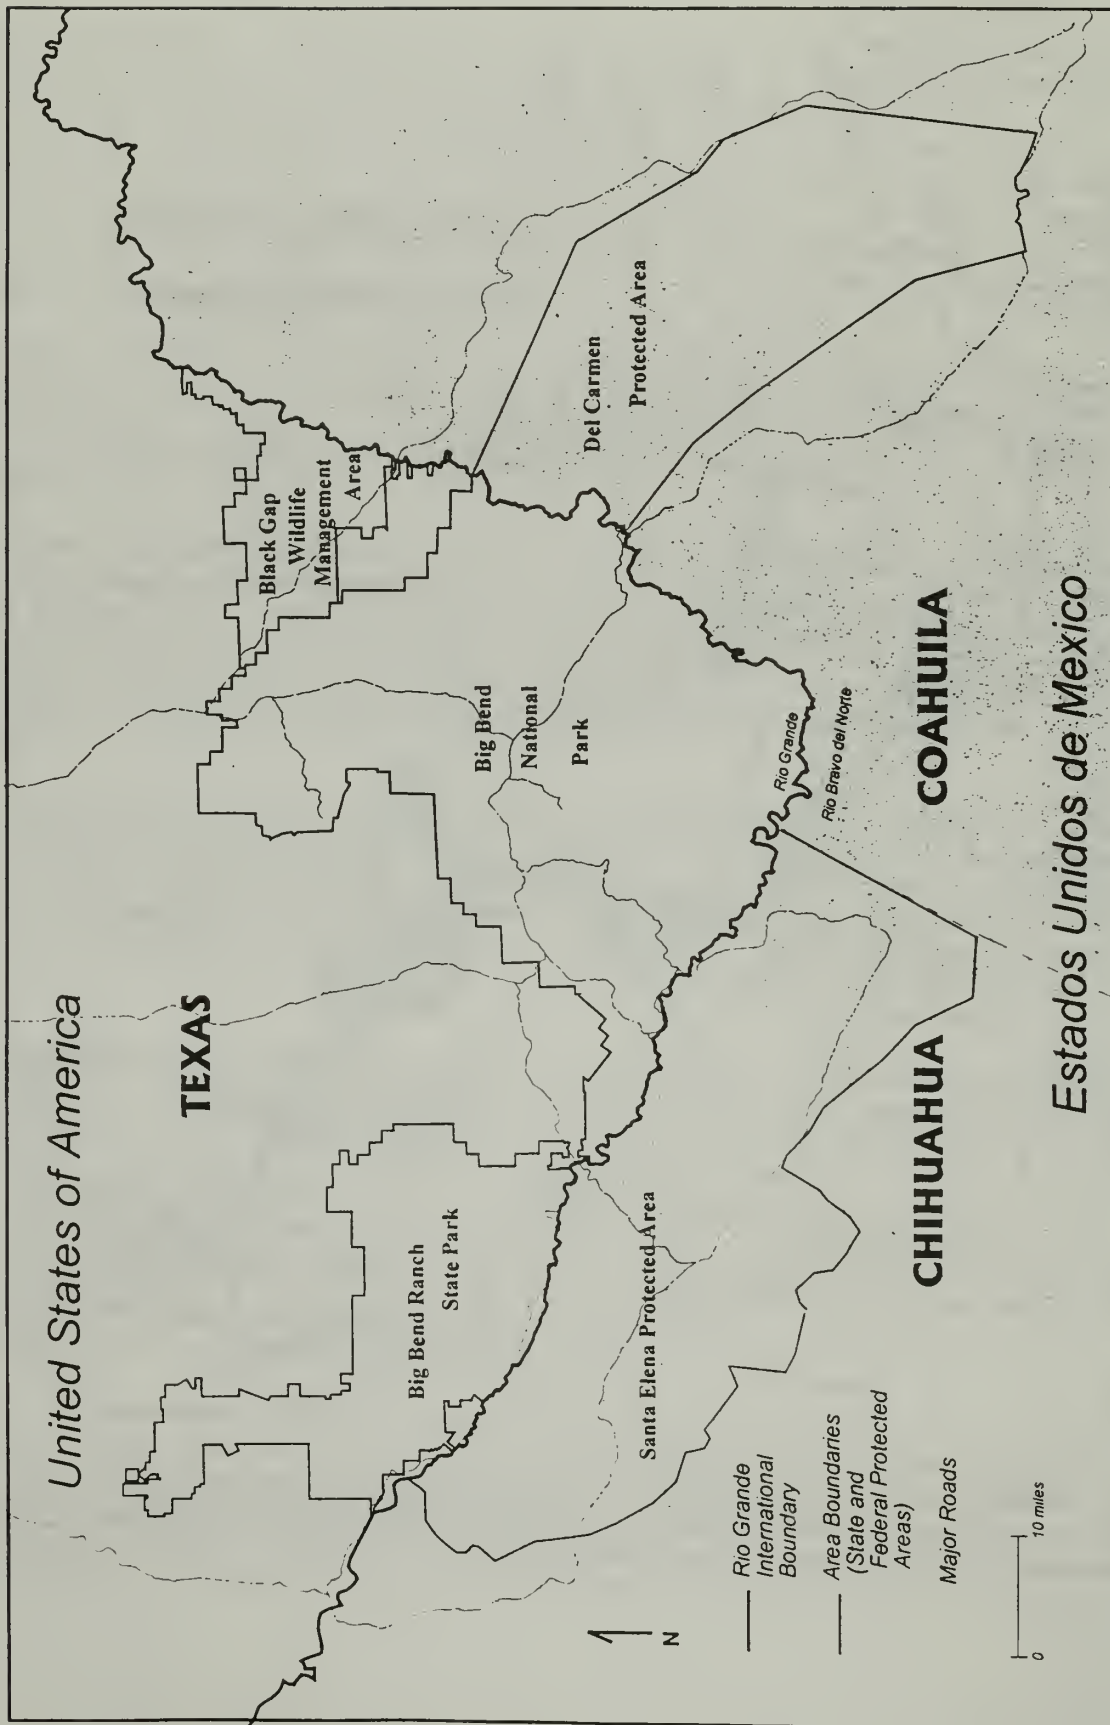 United States of America
TEXAS
Black Gap
Wildlife
Management
Area
Big Bend Ranch
State Park
Big Bend
National
Park
Del Carmen
Protected Area
Santa Elena Protected Area
Rio Grande
Rio Bravo del Norte
CHIHUAHUA
COAHUILA
Estados Unidos de Mexico
N
Rio Grande
International
Boundary
Area Boundaries
(State and
Federal Protected
Areas)
Major Roads
0
10 miles